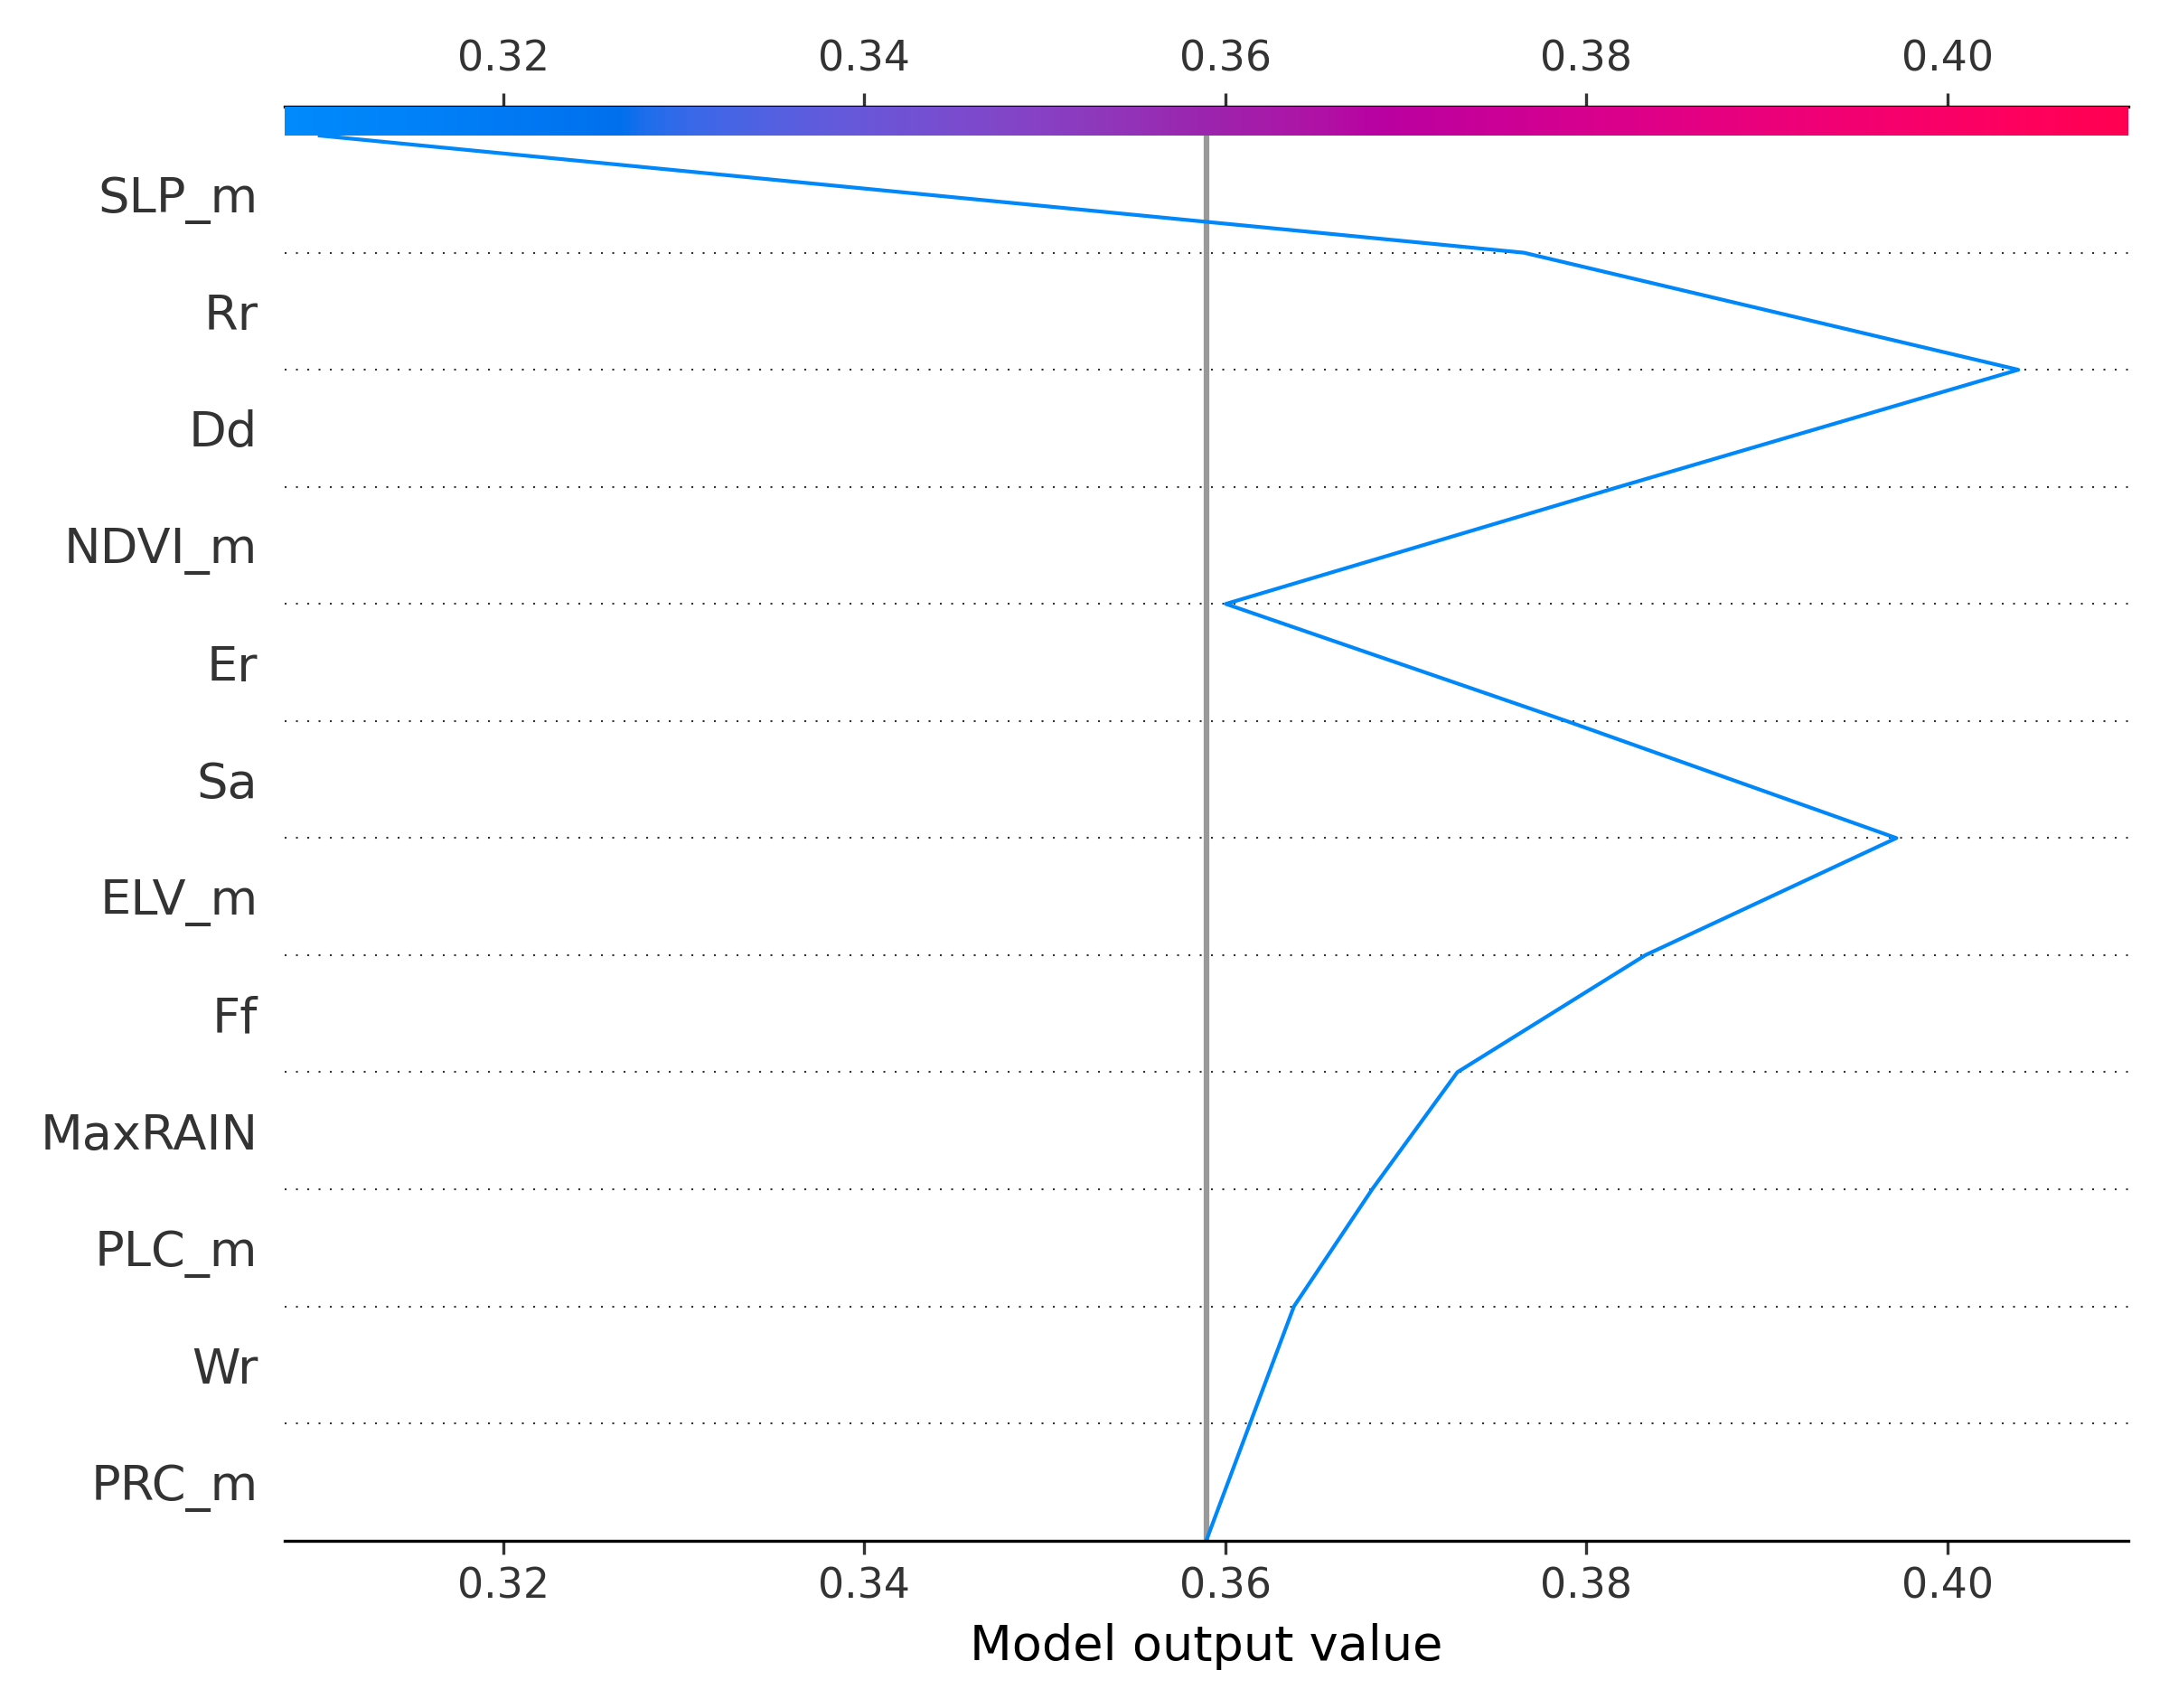 0.32 0.34 0.36 0.38 0.40
SLP_m
Rr
Dd
NDVI_m
Er
Sa
ELV_m
Ff
MaxRAIN
PLC_m
Wr
PRC_m
0.32 0.34 0.36 0.38 0.40
Model output value